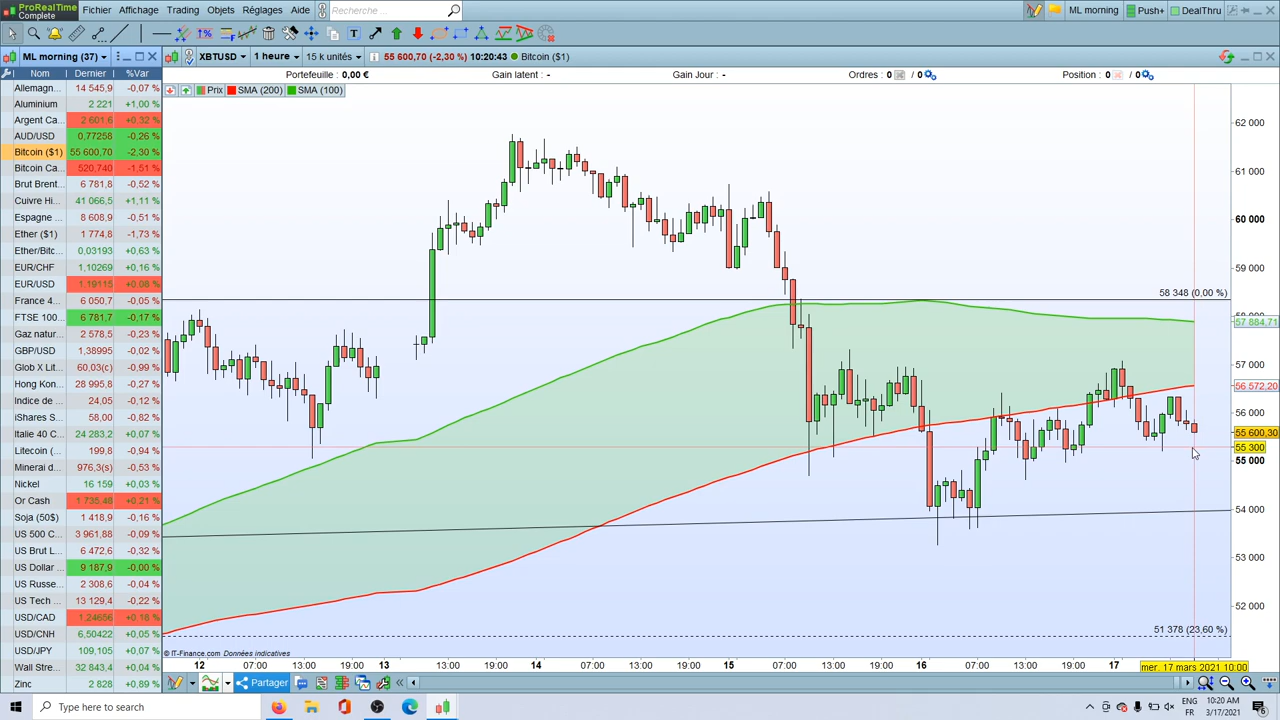 ProRealTime Fichier Affichage Trading Objets Réglages Aide Recherche ... ML morning Push+ DealThru
Complete
T
ML morning (37) XBTUSD 1 heure 15 k unités 55 600,70 (-2,30 %) 10:20:43 Bitcoin ($1)
Nom Dernier %Var Portefeuille : 0,00 € Gain latent : - Gain Jour : - Ordres : 0 / 0 Position : 0 / 0
Prix SMA (200) SMA (100)
Allemagn... 14 545,9 -0,07 %
Aluminium 2 221 +1,00 %
Argent Ca... 2 601,6 +0,32 %
AUD/USD 0,77258 -0,26 %
Bitcoin ($1) 55 600,70 -2,30 %
Bitcoin Ca... 520,740 -1,51 %
Brut Brent... 6 781,8 -0,52 %
Cuivre Hi... 41 066,5 +1,11 %
Espagne ... 8 608,9 -0,51 %
Ether ($1) 1 774,8 -1,73 %
Ether/Bitc... 0,03193 +0,63 %
EUR/CHF 1,10269 +0,16 %
EUR/USD 1,19115 +0,08 %
France 4... 6 050,7 -0,05 %
FTSE 100... 6 781,7 -0,17 %
Gaz natur... 2 578,5 -0,23 %
GBP/USD 1,38995 -0,02 %
Glob X Lit... 60,03(c) -0,99 %
Hong Kon... 28 995,8 -0,27 %
Indice de ... 24,05 -0,12 %
iShares S... 58,00 -0,82 %
Italie 40 C... 24 283,2 +0,07 %
Litecoin (... 199,8 -0,94 %
Minerai d... 976,3(s) -0,53 %
Nickel 16 159 +0,03 %
Or Cash 1 735.48 +0,21 %
Soja (50$) 1 418,9 -0,16 %
US 500 C... 3 961,88 -0,09 %
US Brut L... 6 472,6 -0,32 %
US Dollar ... 9 187,9 -0,00 %
US Russe... 2 308,6 -0,04 %
US Tech ... 13 129.4 -0,22 %
USD/CAD 1,24656 +0,16 %
USD/CNH 6,50422 +0,05 %
USD/JPY 109,105 +0,07 %
Wall Stre... 32 843,4 +0,04 %
Zinc 2 828 +0,89 %
62 000
61 000
60 000
59 000
58 348 (0,00 %)
58 000
57 884,71
57 000
56 572,20
56 000
55 600,30
55 300
55 000
54 000
53 000
52 000
51 378 (23,60 %)
© IT-Finance.com Données indicatives
12 07:00 13:00 19:00 13 07:00 13:00 19:00 14 07:00 13:00 19:00 15 07:00 13:00 19:00 16 07:00 13:00 19:00 17 mer. 17 mars 2021 10:00
Partager
Type here to search
ENG 10:20 AM
FR 3/17/2021